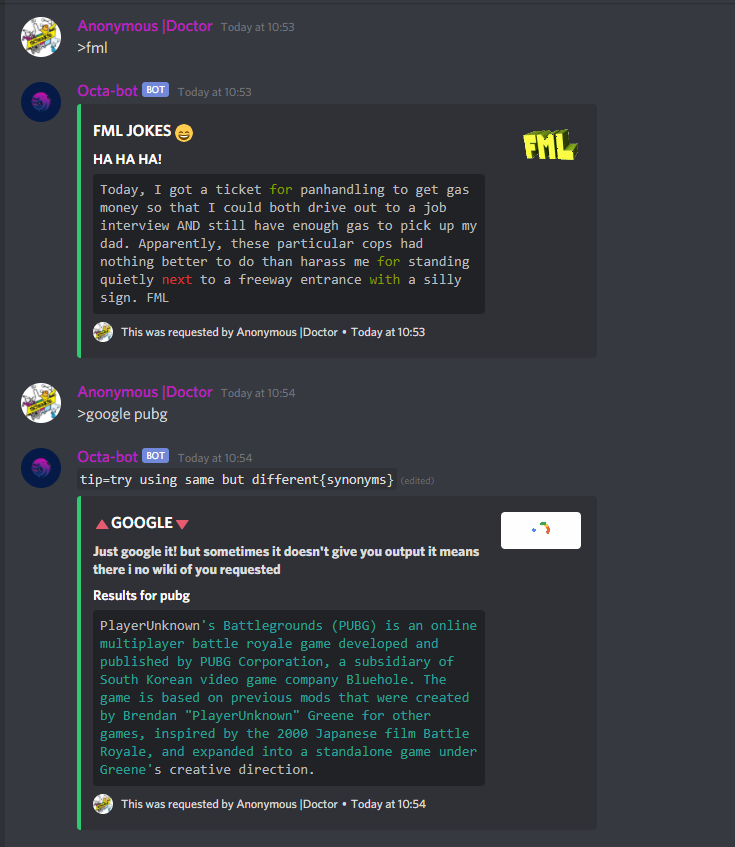 Anonymous |Doctor Today at 10:53
>fml
Octa-bot BOT Today at 10:53
FML JOKES 😄
FML
HA HA HA!
Today, I got a ticket for panhandling to get gas
money so that I could both drive out to a job
interview AND still have enough gas to pick up my
dad. Apparently, these particular cops had
nothing better to do than harass me for standing
quietly next to a freeway entrance with a silly
sign. FML
This was requested by Anonymous |Doctor • Today at 10:53
Anonymous |Doctor Today at 10:54
>google pubg
Octa-bot BOT Today at 10:54
tip=try using same but different{synonyms} (edited)
🔺GOOGLE🔻
Just google it! but sometimes it doesn't give you output it means
there i no wiki of you requested
Results for pubg
PlayerUnknown's Battlegrounds (PUBG) is an online
multiplayer battle royale game developed and
published by PUBG Corporation, a subsidiary of
South Korean video game company Bluehole. The
game is based on previous mods that were created
by Brendan "PlayerUnknown" Greene for other
games, inspired by the 2000 Japanese film Battle
Royale, and expanded into a standalone game under
Greene's creative direction.
This was requested by Anonymous |Doctor • Today at 10:54